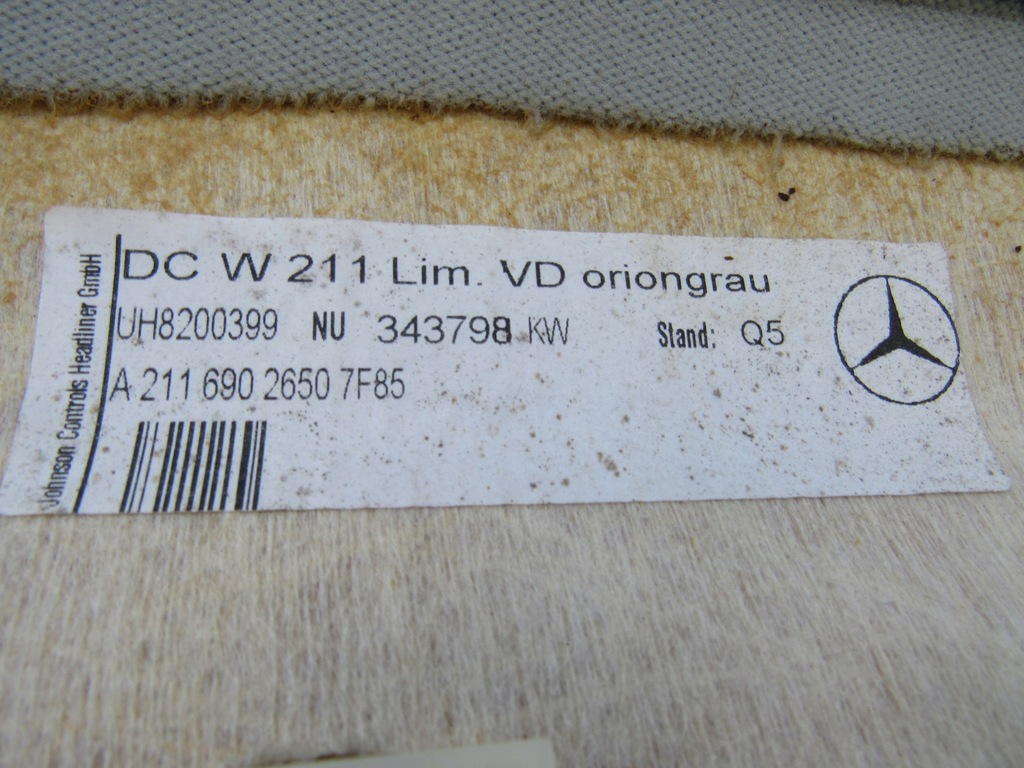 DC W 211 Lim. VD oriongrau
UH8200399 NU 343798 KW Stand: Q5
A 211 690 2650 7F85
Johnson Controls Headliner GmbH